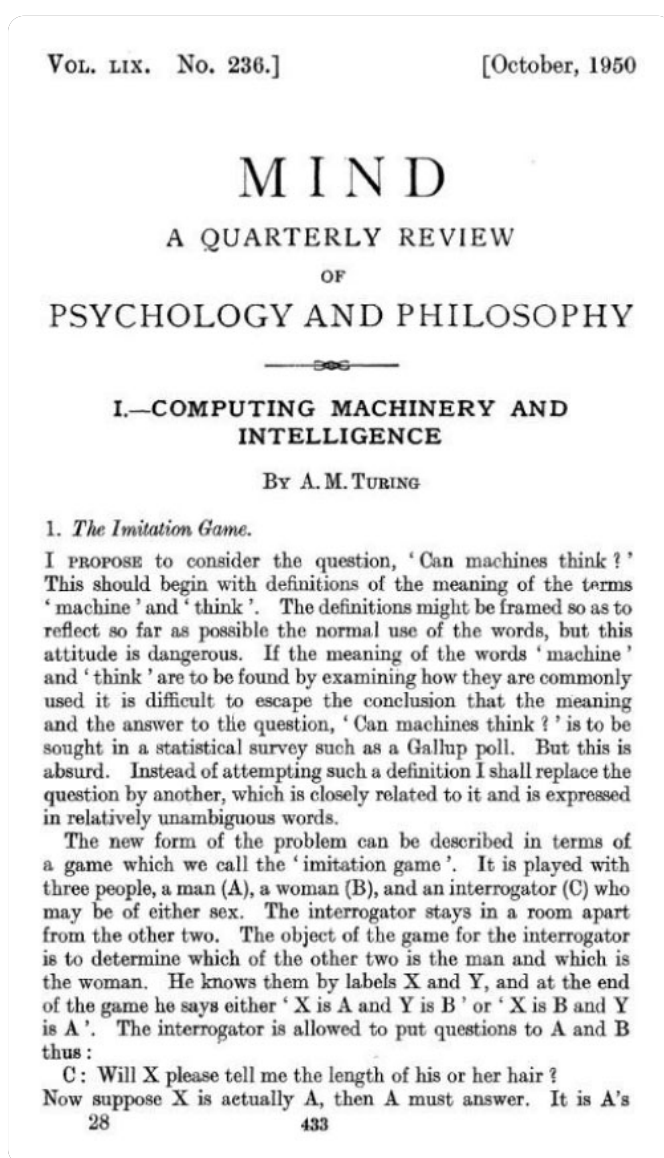 VOL. LIX. No. 236.] [October, 1950
MIND
A QUARTERLY REVIEW
OF
PSYCHOLOGY AND PHILOSOPHY
I.—COMPUTING MACHINERY AND
INTELLIGENCE
BY A. M. TURING
1. The Imitation Game.
I PROPOSE to consider the question, ‘ Can machines think ? ’
This should begin with definitions of the meaning of the terms
‘ machine ’ and ‘ think ’. The definitions might be framed so as to
reflect so far as possible the normal use of the words, but this
attitude is dangerous. If the meaning of the words ‘ machine ’
and ‘ think ’ are to be found by examining how they are commonly
used it is difficult to escape the conclusion that the meaning
and the answer to the question, ‘ Can machines think ? ’ is to be
sought in a statistical survey such as a Gallup poll. But this is
absurd. Instead of attempting such a definition I shall replace the
question by another, which is closely related to it and is expressed
in relatively unambiguous words.
The new form of the problem can be described in terms of
a game which we call the ‘ imitation game ’. It is played with
three people, a man (A), a woman (B), and an interrogator (C) who
may be of either sex. The interrogator stays in a room apart
from the other two. The object of the game for the interrogator
is to determine which of the other two is the man and which is
the woman. He knows them by labels X and Y, and at the end
of the game he says either ‘ X is A and Y is B ’ or ‘ X is B and Y
is A ’. The interrogator is allowed to put questions to A and B
thus :
C : Will X please tell me the length of his or her hair ?
Now suppose X is actually A, then A must answer. It is A’s
28 433